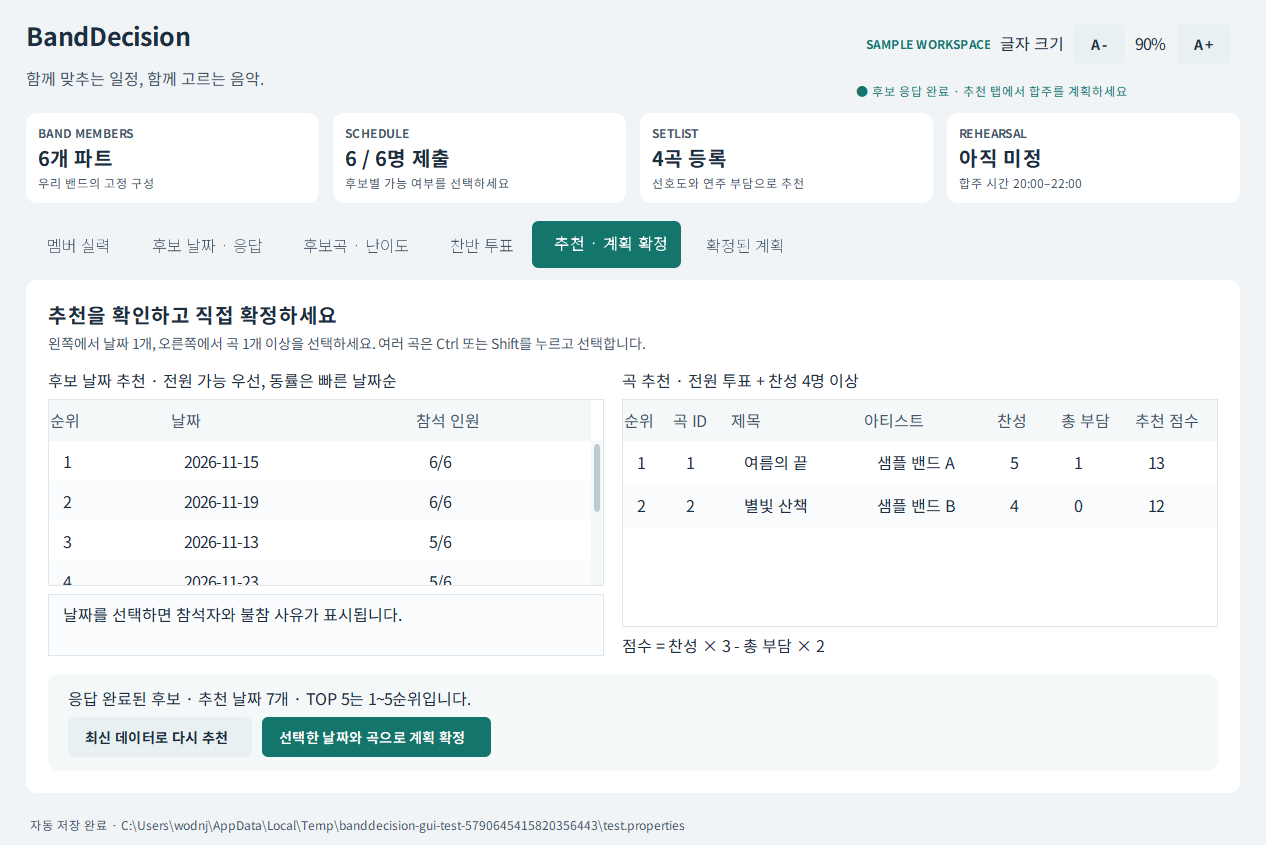 BandDecision
함께 맞추는 일정, 함께 고르는 음악.
SAMPLE WORKSPACE 글자 크기 A- 90% A+
● 후보 응답 완료 · 추천 탭에서 합주를 계획하세요
BAND MEMBERS
6개 파트
우리 밴드의 고정 구성
SCHEDULE
6 / 6명 제출
후보별 가능 여부를 선택하세요
SETLIST
4곡 등록
선호도와 연주 부담으로 추천
REHEARSAL
아직 미정
합주 시간 20:00–22:00
멤버 실력 후보 날짜 · 응답 후보곡 · 난이도 찬반 투표 추천 · 계획 확정 확정된 계획
추천을 확인하고 직접 확정하세요
왼쪽에서 날짜 1개, 오른쪽에서 곡 1개 이상을 선택하세요. 여러 곡은 Ctrl 또는 Shift를 누르고 선택합니다.
후보 날짜 추천 · 전원 가능 우선, 동률은 빠른 날짜순
순위 날짜 참석 인원
1 2026-11-15 6/6
2 2026-11-19 6/6
3 2026-11-13 5/6
4 2026-11-23 5/6
날짜를 선택하면 참석자와 불참 사유가 표시됩니다.
곡 추천 · 전원 투표 + 찬성 4명 이상
순위 곡 ID 제목 아티스트 찬성 총 부담 추천 점수
1 1 여름의 끝 샘플 밴드 A 5 1 13
2 2 별빛 산책 샘플 밴드 B 4 0 12
점수 = 찬성 × 3 - 총 부담 × 2
응답 완료된 후보 · 추천 날짜 7개 · TOP 5는 1~5순위입니다.
최신 데이터로 다시 추천 선택한 날짜와 곡으로 계획 확정
자동 저장 완료 · C:\Users\wodnj\AppData\Local\Temp\banddecision-gui-test-5790645415820356443\test.properties